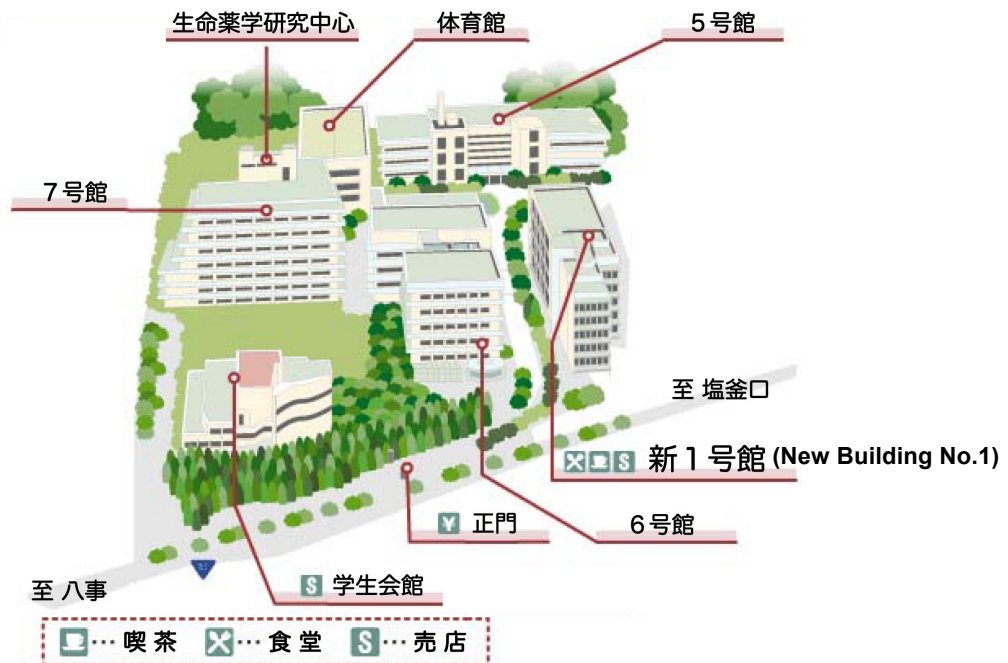 生命薬学研究中心
体育館
５号館
７号館
至 塩釜口
新１号館 (New Building No.1)
¥ 正門
６号館
至 八事
S 学生会館
… 喫 茶 … 食 堂 S … 売 店